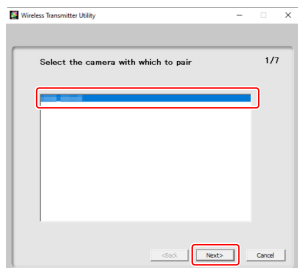 Wireless Transmitter Utility
Select the camera with which to pair 1/7
<Back Next> Cancel